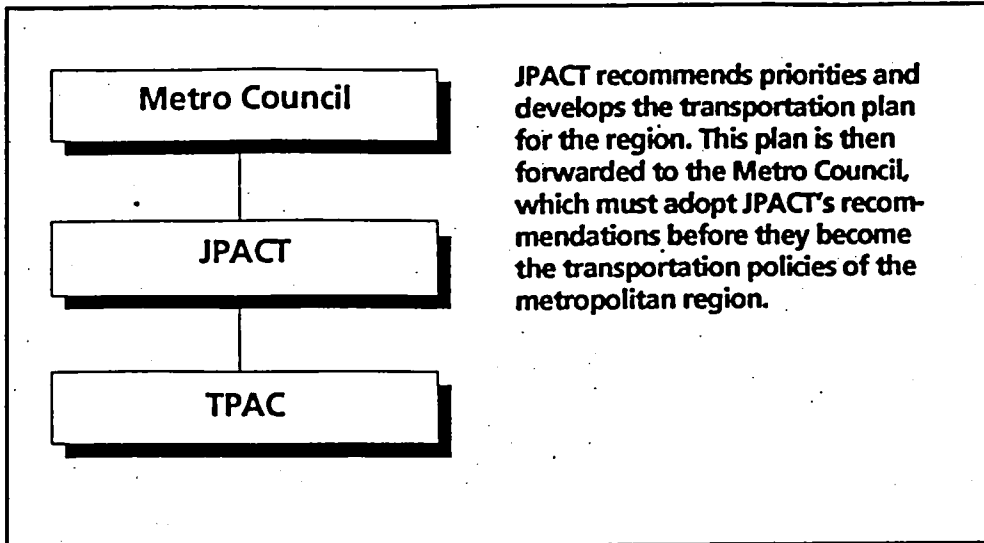 Metro Council
JPACT
TPAC
JPACT recommends priorities and
develops the transportation plan
for the region. This plan is then
forwarded to the Metro Council,
which must adopt JPACT's recom-
mendations before they become
the transportation policies of the
metropolitan region.